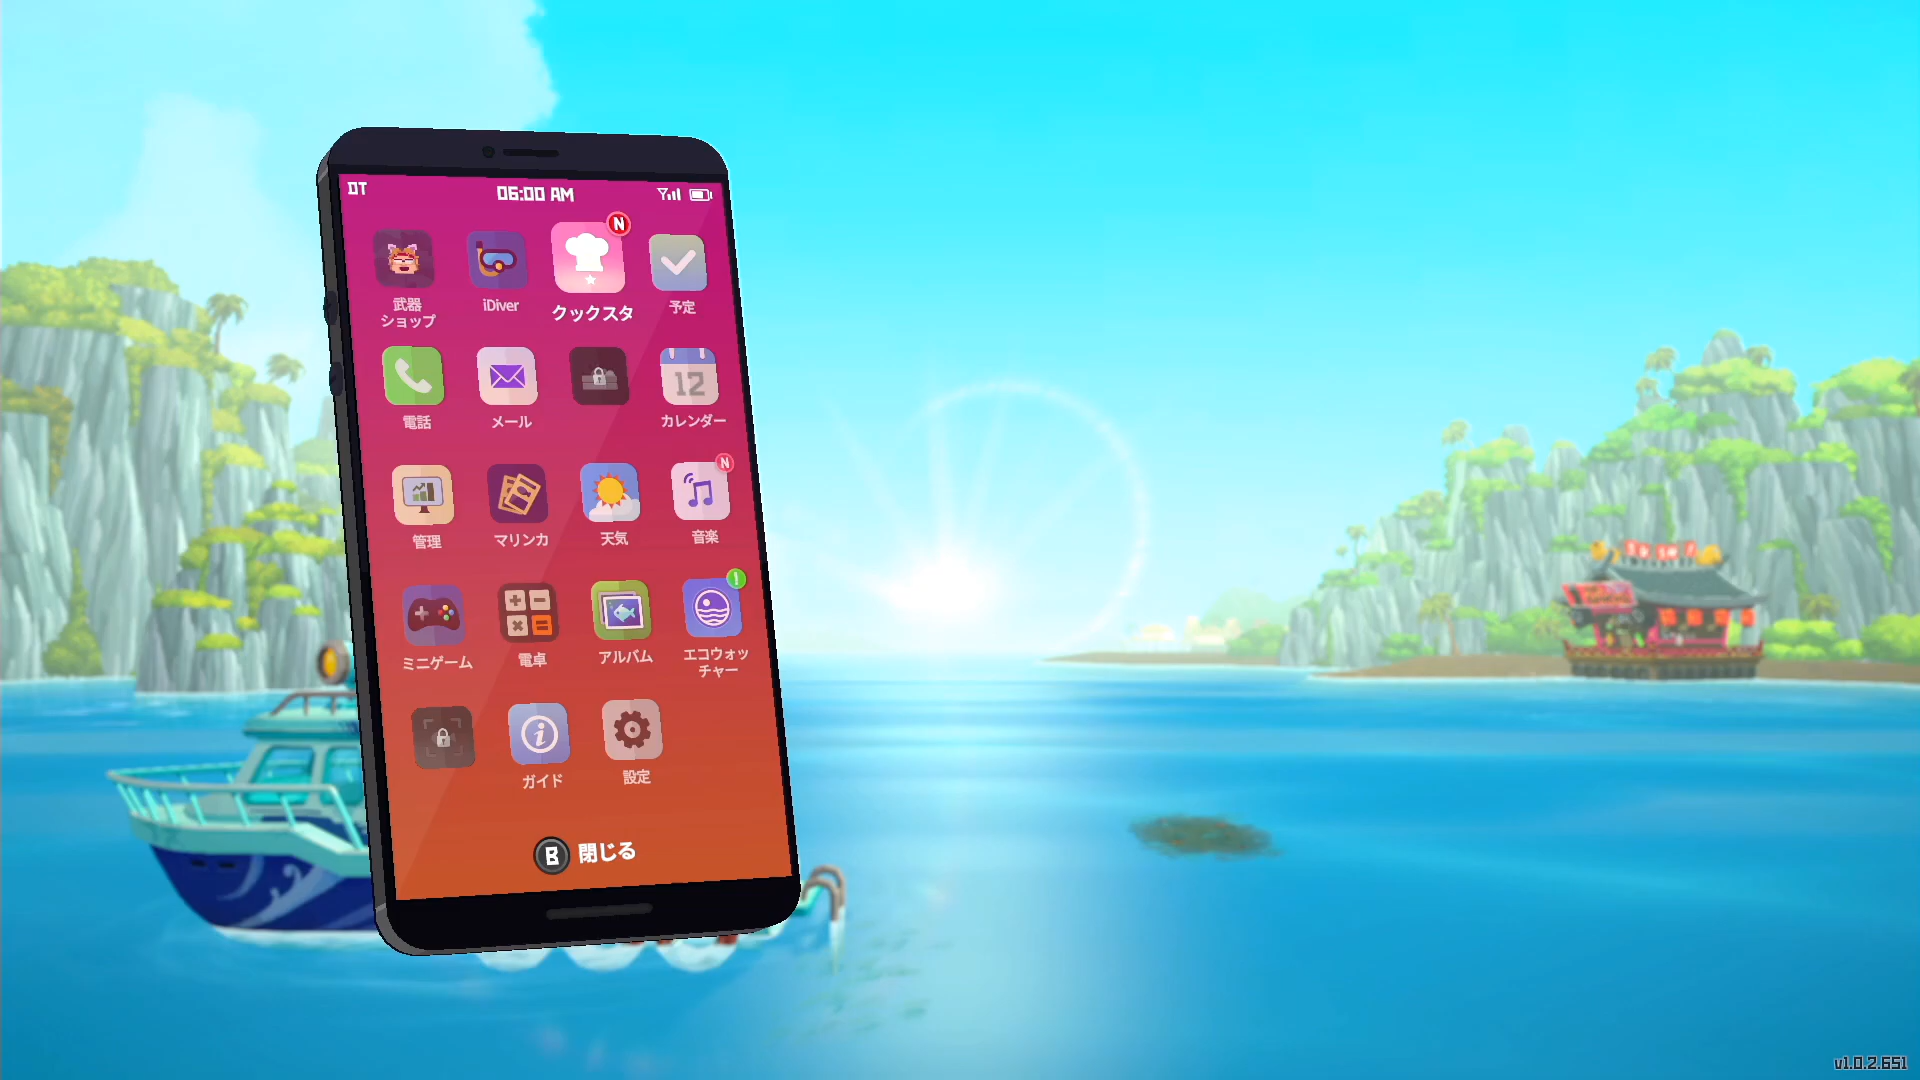 DT
06:00 AM
N
武器
ショップ
iDiver
クックスタ
予定
電話
メール
12
カレンダー
N
管理
マリンカ
天気
音楽
!
ミニゲーム
電卓
アルバム
エコウォッ
チャー
ガイド
設定
B 閉じる
v1.0.2.651